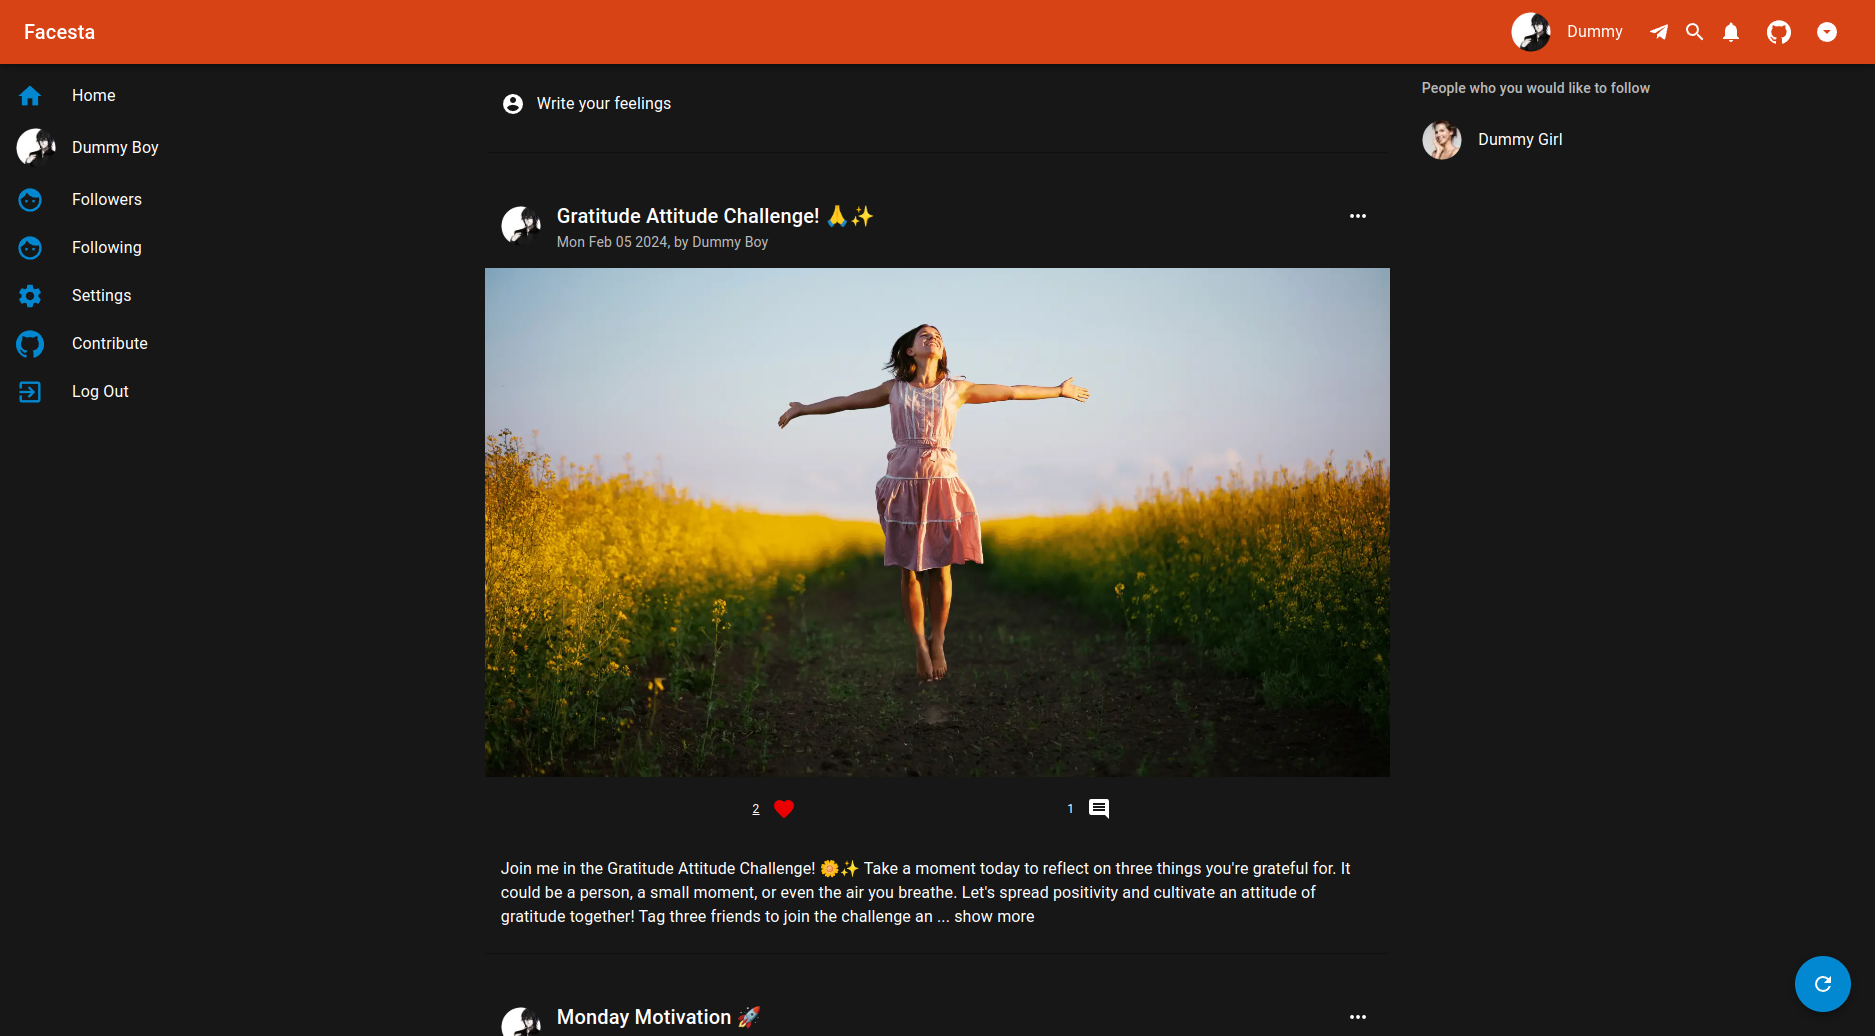 Facesta
Dummy
Home
Dummy Boy
Followers
Following
Settings
Contribute
Log Out
Write your feelings
Gratitude Attitude Challenge! 🙏✨
Mon Feb 05 2024, by Dummy Boy
2
1
Join me in the Gratitude Attitude Challenge! 🌼✨ Take a moment today to reflect on three things you're grateful for. It
could be a person, a small moment, or even the air you breathe. Let's spread positivity and cultivate an attitude of
gratitude together! Tag three friends to join the challenge an ... show more
Monday Motivation 🚀
People who you would like to follow
Dummy Girl